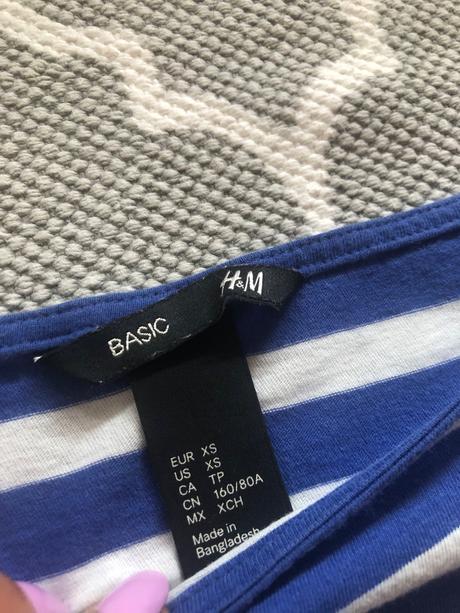 BASIC H&M
EUR XS
US XS
CA TP
CN 160/80A
MX XCH
Made in
Bangladesh